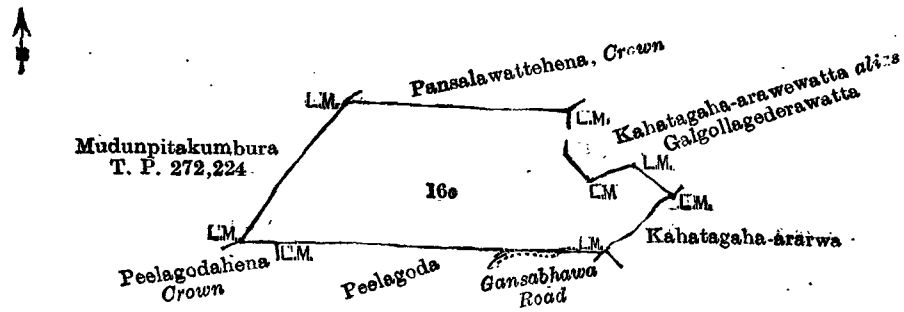 Pansalawattehena, Crown
L.M.
L.M.
Kahatagaha-arawewatta alias
Galgollagederawatta
Mudunpitakumbura
T. P. 272,224
L.M.
16e
L.M.
L.M.
L.M.
L.M.
Kahatagaha-ararwa
L.M.
Peelagodahena
Crown
Peelagoda
Gansabhawa
Road